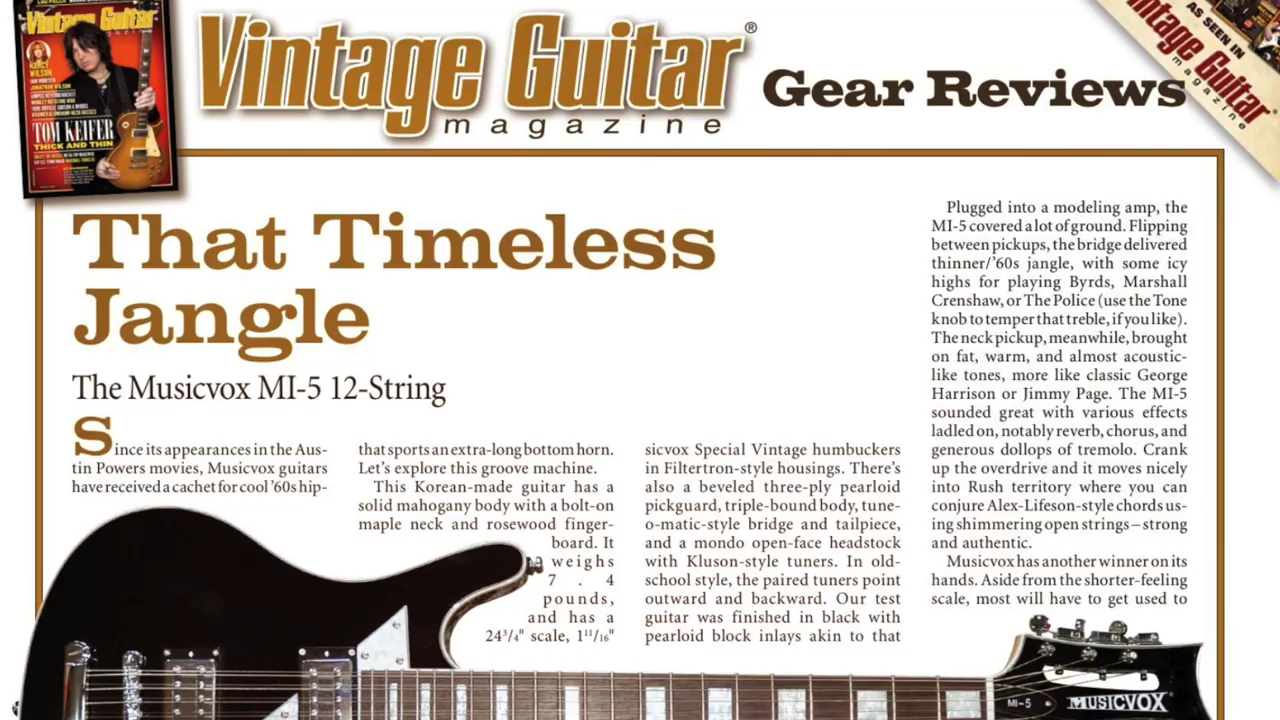 Vintage Guitar
magazine
NANCY
WILSON
TOM KEIFER
THICK AND THIN
Vintage Guitar®
magazine
Gear Reviews
AS SEEN IN
Vintage Guitar
magazine
That Timeless
Jangle
The Musicvox MI-5 12-String
Since its appearances in the Aus-
tin Powers movies, Musicvox guitars
have received a cachet for cool '60s hip-
that sports an extra-long bottom horn.
Let's explore this groove machine.
This Korean-made guitar has a
solid mahogany body with a bolt-on
maple neck and rosewood finger-
board. It
weighs
7 . 4
pounds,
and has a
24³/₄" scale, 1¹¹/₁₆"
sicvox Special Vintage humbuckers
in Filtertron-style housings. There's
also a beveled three-ply pearloid
pickguard, triple-bound body, tune-
o-matic-style bridge and tailpiece,
and a mondo open-face headstock
with Kluson-style tuners. In old-
school style, the paired tuners point
outward and backward. Our test
guitar was finished in black with
pearloid block inlays akin to that
Plugged into a modeling amp, the
MI-5 covered a lot of ground. Flipping
between pickups, the bridge delivered
thinner/'60s jangle, with some icy
highs for playing Byrds, Marshall
Crenshaw, or The Police (use the Tone
knob to temper that treble, if you like).
The neck pickup, meanwhile, brought
on fat, warm, and almost acoustic-
like tones, more like classic George
Harrison or Jimmy Page. The MI-5
sounded great with various effects
ladled on, notably reverb, chorus, and
generous dollops of tremolo. Crank
up the overdrive and it moves nicely
into Rush territory where you can
conjure Alex-Lifeson-style chords us-
ing shimmering open strings – strong
and authentic.
Musicvox has another winner on its
hands. Aside from the shorter-feeling
scale, most will have to get used to
MI-5
MUSICVOX